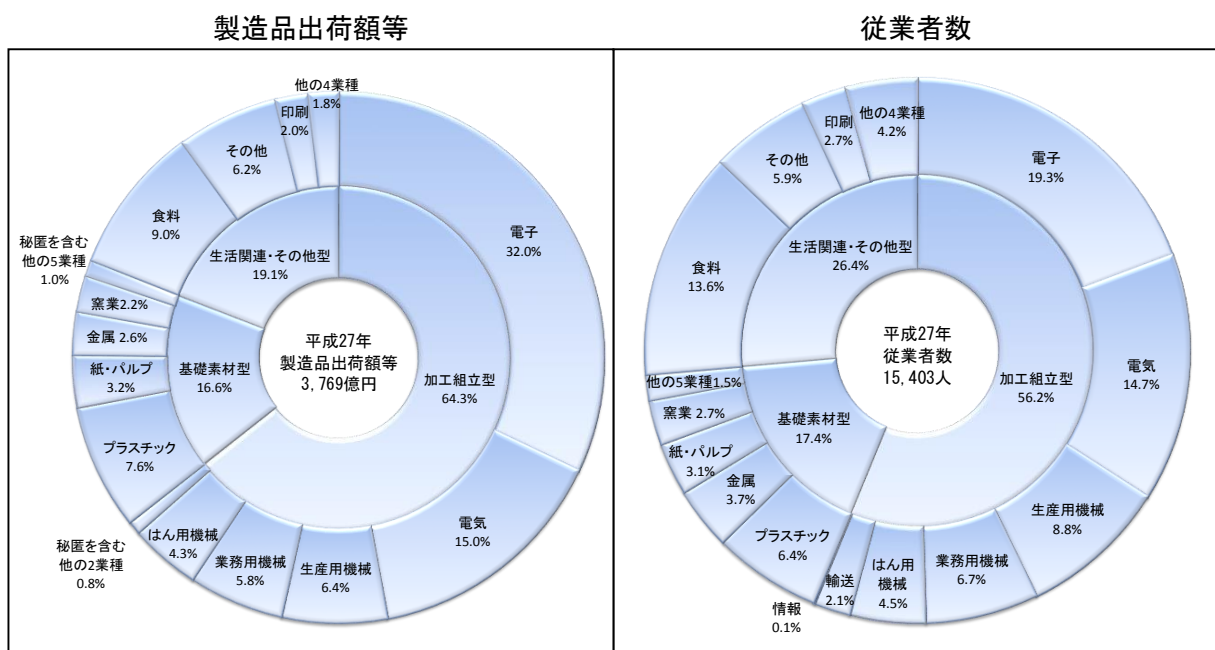 製造品出荷額等
他の4業種
1.8%
印刷
2.0%
その他
6.2%
食料
9.0%
秘匿を含む
他の5業種
1.0%
窯業2.2%
金属 2.6%
紙・パルプ
3.2%
プラスチック
7.6%
秘匿を含む
他の2業種
0.8%
はん用機械
4.3%
業務用機械
5.8%
生産用機械
6.4%
電気
15.0%
電子
32.0%
生活関連・その他型
19.1%
基礎素材型
16.6%
加工組立型
64.3%
平成27年
製造品出荷額等
3,769億円
従業者数
他の4業種
4.2%
印刷
2.7%
その他
5.9%
食料
13.6%
他の5業種1.5%
窯業 2.7%
紙・パルプ
3.1%
金属
3.7%
プラスチック
6.4%
情報
0.1%
輸送
2.1%
はん用
機械
4.5%
業務用機械
6.7%
生産用機械
8.8%
電気
14.7%
電子
19.3%
生活関連・その他型
26.4%
基礎素材型
17.4%
加工組立型
56.2%
平成27年
従業者数
15,403人